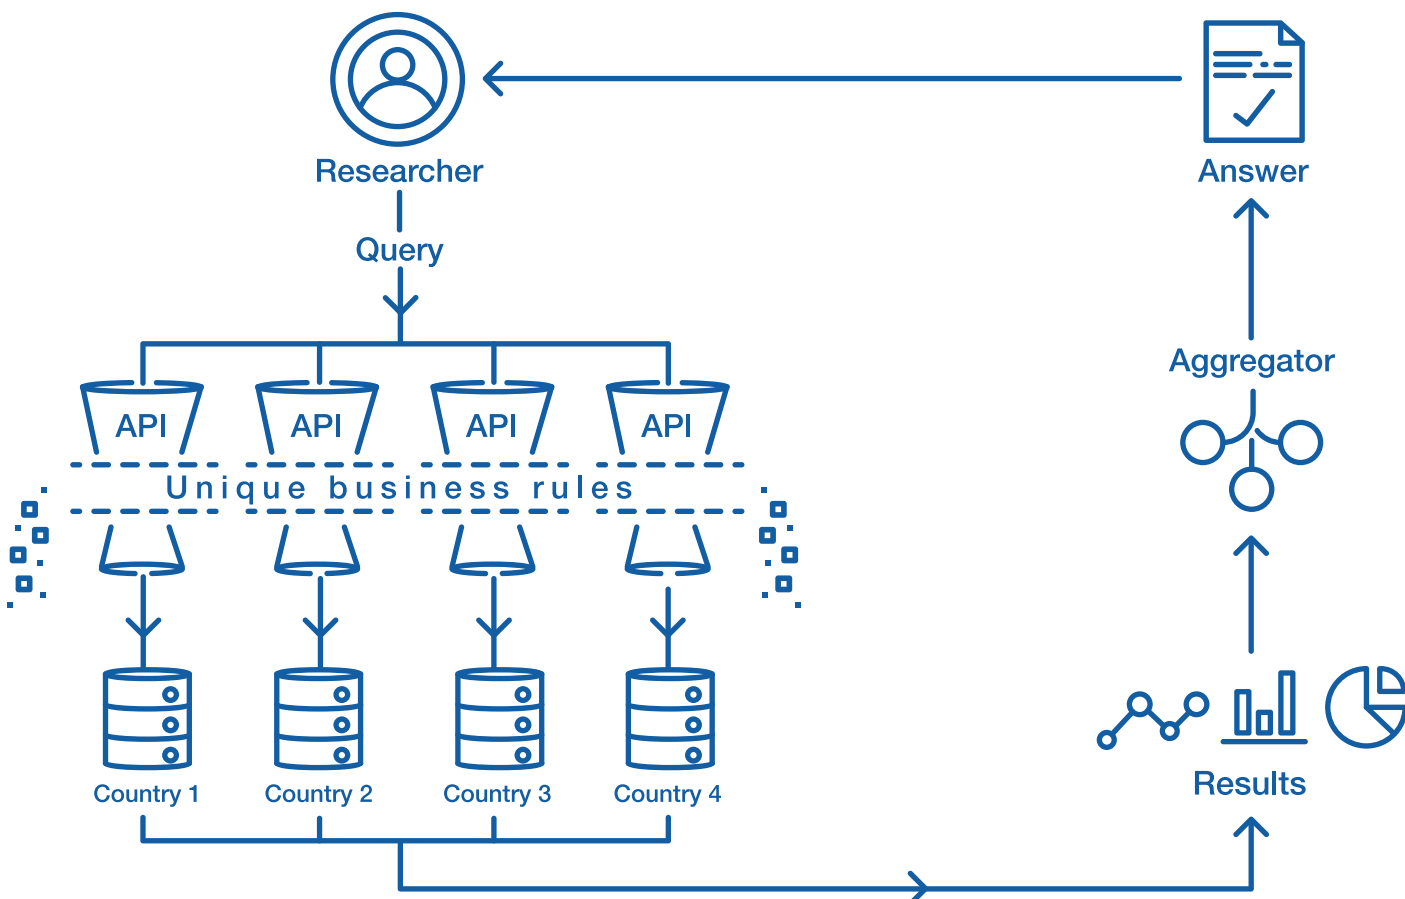 Researcher
Answer
Query
Aggregator
API API API API
Unique business rules
Country 1 Country 2 Country 3 Country 4
Results